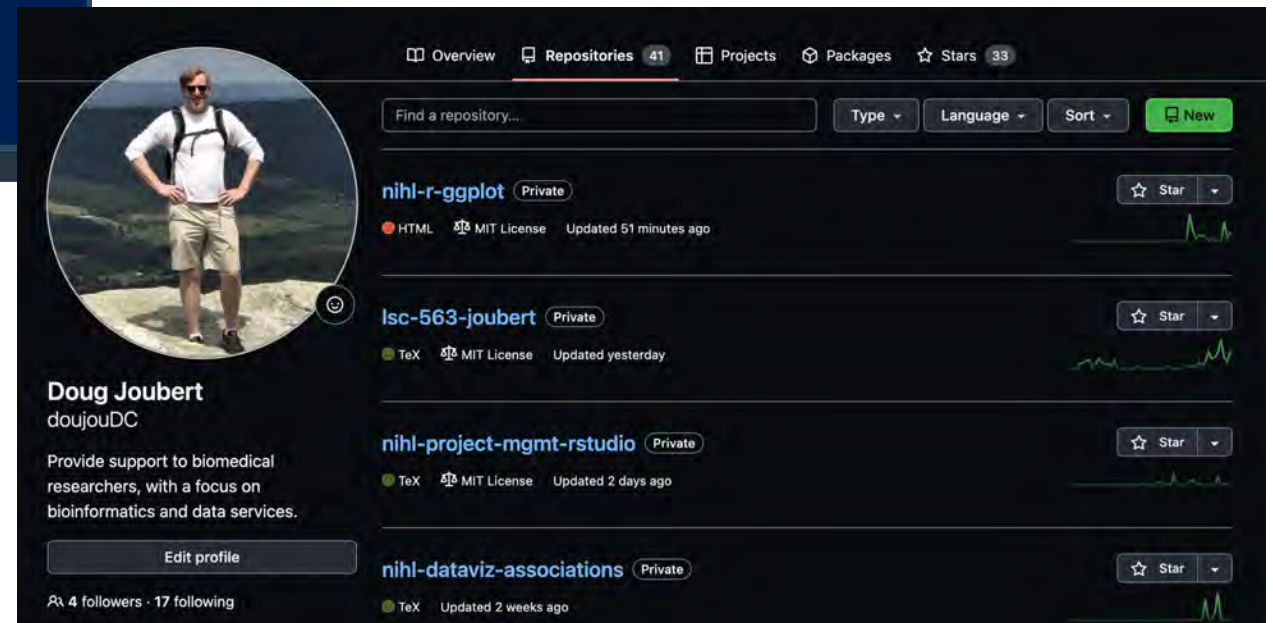 Overview Repositories 41 Projects Packages Stars 33
Find a repository... Type Language Sort New
nihl-r-ggplot Private Star
HTML MIT License Updated 51 minutes ago
lsc-563-joubert Private Star
TeX MIT License Updated yesterday
Doug Joubert
doujouDC
Provide support to biomedical
researchers, with a focus on
bioinformatics and data services.
Edit profile
4 followers · 17 following
nihl-project-mgmt-rstudio Private Star
TeX MIT License Updated 2 days ago
nihl-dataviz-associations Private Star
TeX Updated 2 weeks ago